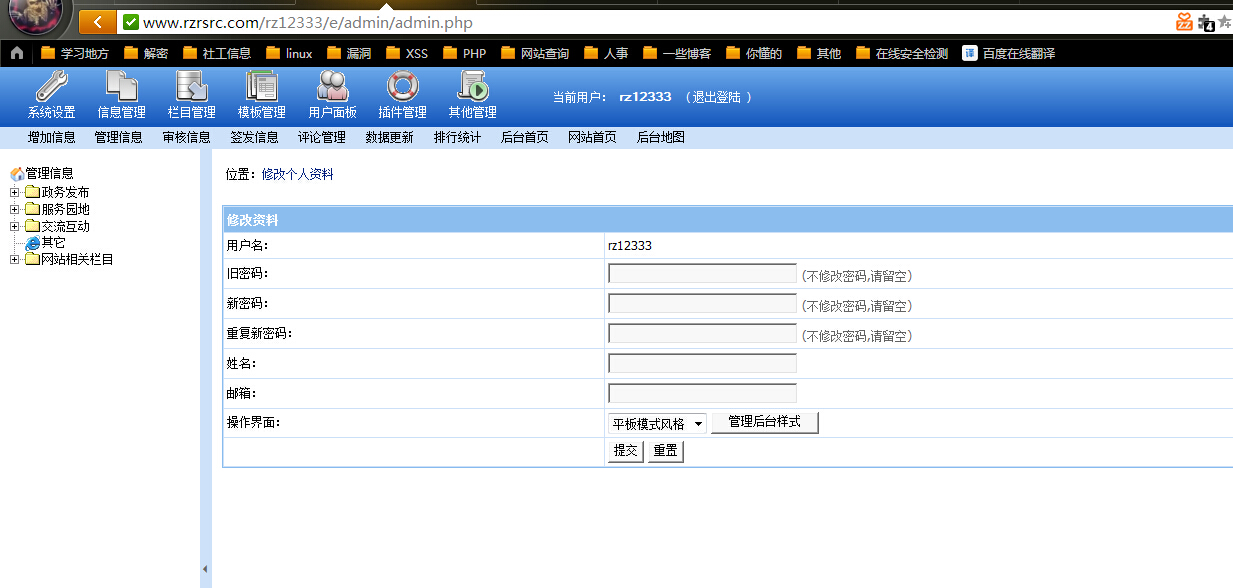 www.rzrsrc.com/rz12333/e/admin/admin.php 4
学习地方 解密 社工信息 linux 漏洞 XSS PHP 网站查询 人事 一些博客 你懂的 其他 在线安全检测 译 百度在线翻译
系统设置 信息管理 栏目管理 模板管理 用户面板 插件管理 其他管理 当前用户: rz12333 (退出登陆 )
增加信息 管理信息 审核信息 签发信息 评论管理 数据更新 排行统计 后台首页 网站首页 后台地图
管理信息
政务发布
服务园地
交流互动
其它
网站相关栏目
位置：修改个人资料
修改资料
用户名： rz12333
旧密码： (不修改密码,请留空)
新密码： (不修改密码,请留空)
重复新密码： (不修改密码,请留空)
姓名：
邮箱：
操作界面： 平板模式风格 管理后台样式
提交 重置